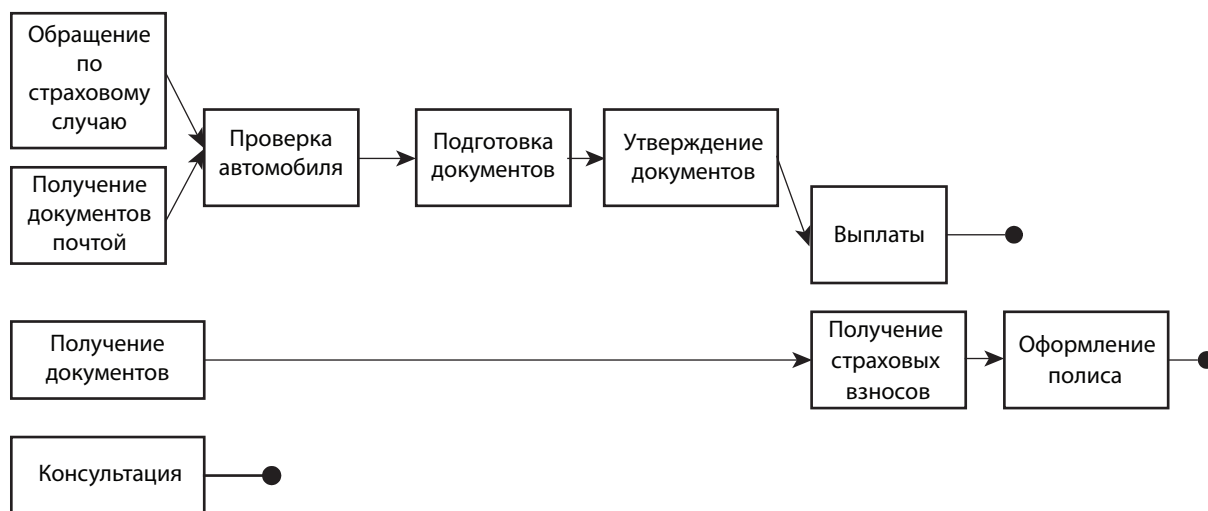 Обращение
по
страховому
случаю
Проверка
автомобиля
Подготовка
документов
Утверждение
документов
Получение
документов
почтой
Выплаты
Получение
документов
Получение
страховых
взносов
Оформление
полиса
Консультация